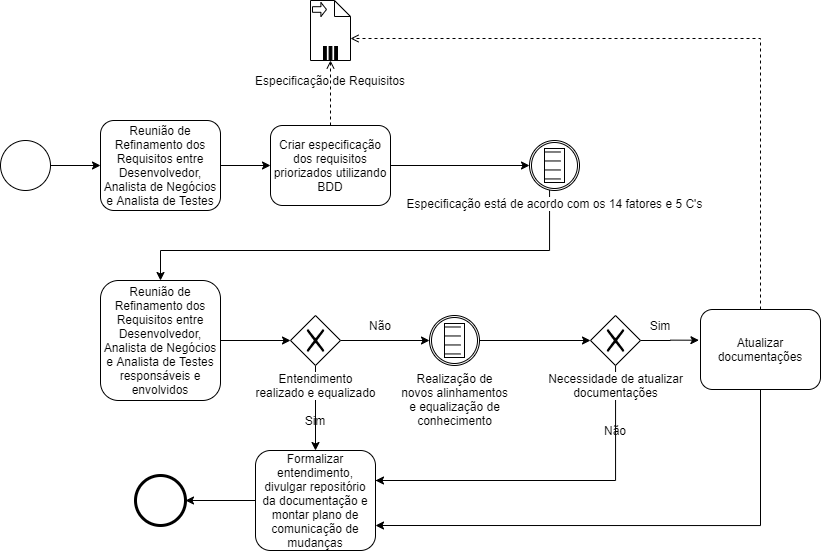 Especificação de Requisitos
Reunião de
Refinamento dos
Requisitos entre
Desenvolvedor,
Analista de Negócios
e Analista de Testes
Criar especificação
dos requisitos
priorizados utilizando
BDD
Especificação está de acordo com os 14 fatores e 5 C's
Reunião de
Refinamento dos
Requisitos entre
Desenvolvedor,
Analista de Negócios
e Analista de Testes
responsáveis e
envolvidos
Não
Sim
Atualizar
documentações
Entendimento
realizado e equalizado
Realização de
novos alinhamentos
e equalização de
conhecimento
Necessidade de atualizar
documentações
Sim
Não
Formalizar
entendimento,
divulgar repositório
da documentação e
montar plano de
comunicação de
mudanças